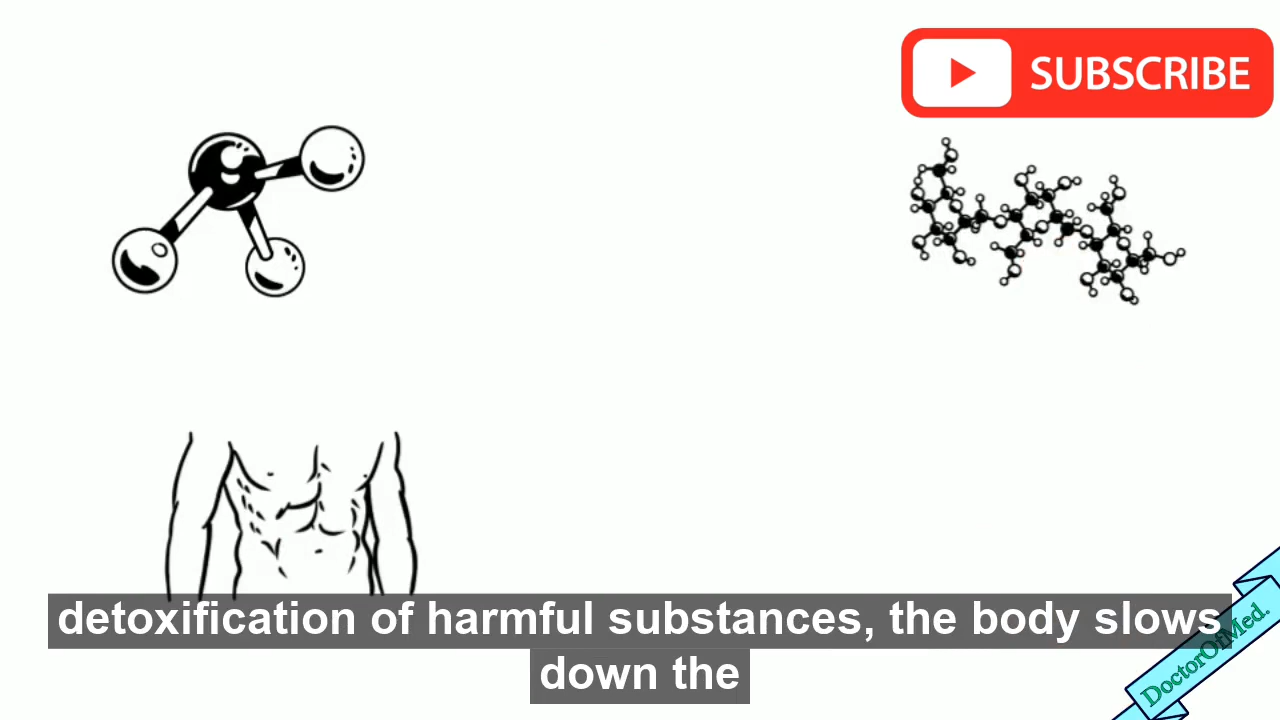 SUBSCRIBE
detoxification of harmful substances, the body slows
down the
DoctorOfMed.